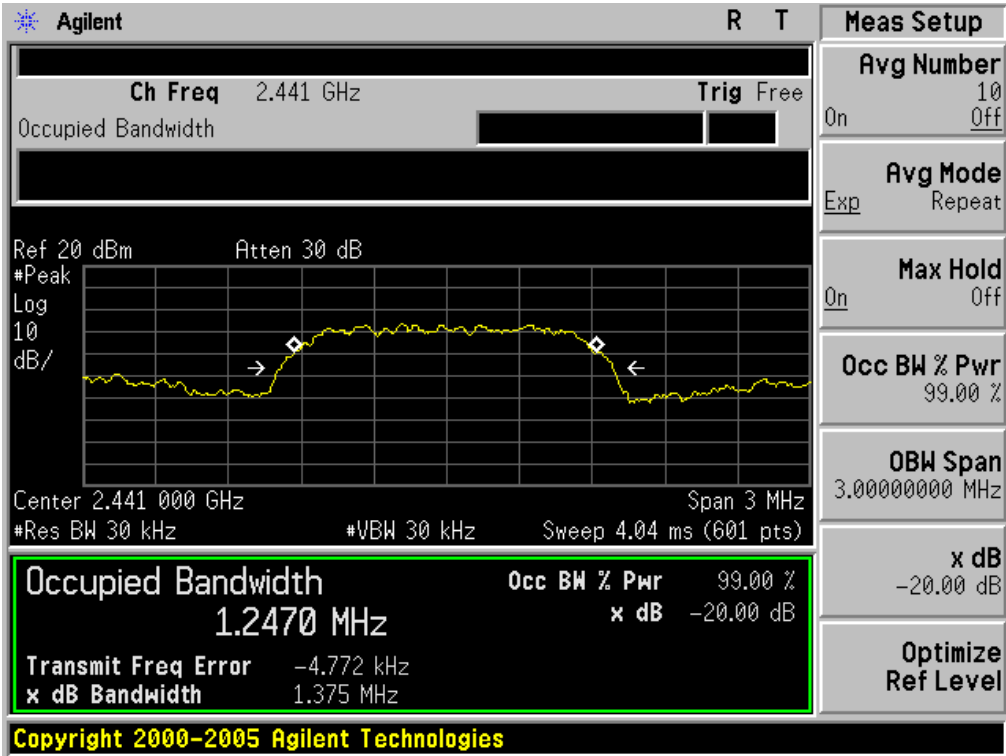 Agilent R T
Ch Freq 2.441 GHz Trig Free
Occupied Bandwidth
Ref 20 dBm Atten 30 dB
#Peak
Log
10
dB/
Center 2.441 000 GHz Span 3 MHz
#Res BW 30 kHz #VBW 30 kHz Sweep 4.04 ms (601 pts)
Occupied Bandwidth
1.2470 MHz
Occ BW % Pwr 99.00 %
x dB -20.00 dB
Transmit Freq Error -4.772 kHz
x dB Bandwidth 1.375 MHz
Copyright 2000-2005 Agilent Technologies
Meas Setup
Avg Number
10
On Off
Avg Mode
Exp Repeat
Max Hold
On Off
Occ BW % Pwr
99.00 %
OBW Span
3.00000000 MHz
x dB
-20.00 dB
Optimize
Ref Level